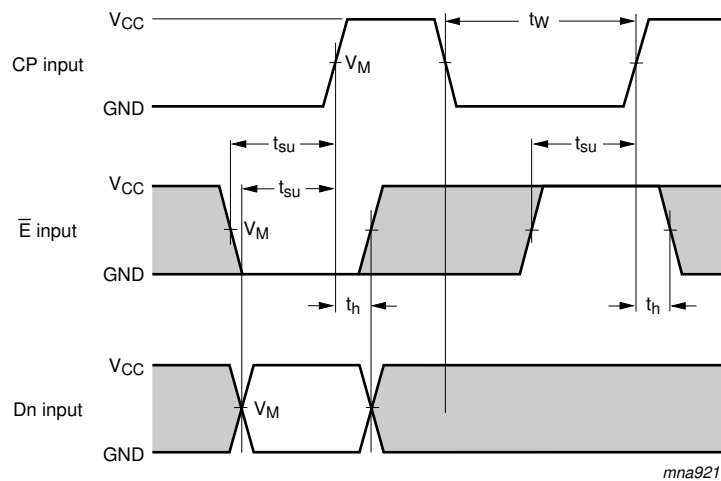 VCC
tW
CP input
VM
GND
tsu
tsu
VCC
tsu
E̅ input
VM
GND
th
th
VCC
Dn input
VM
GND
mna921